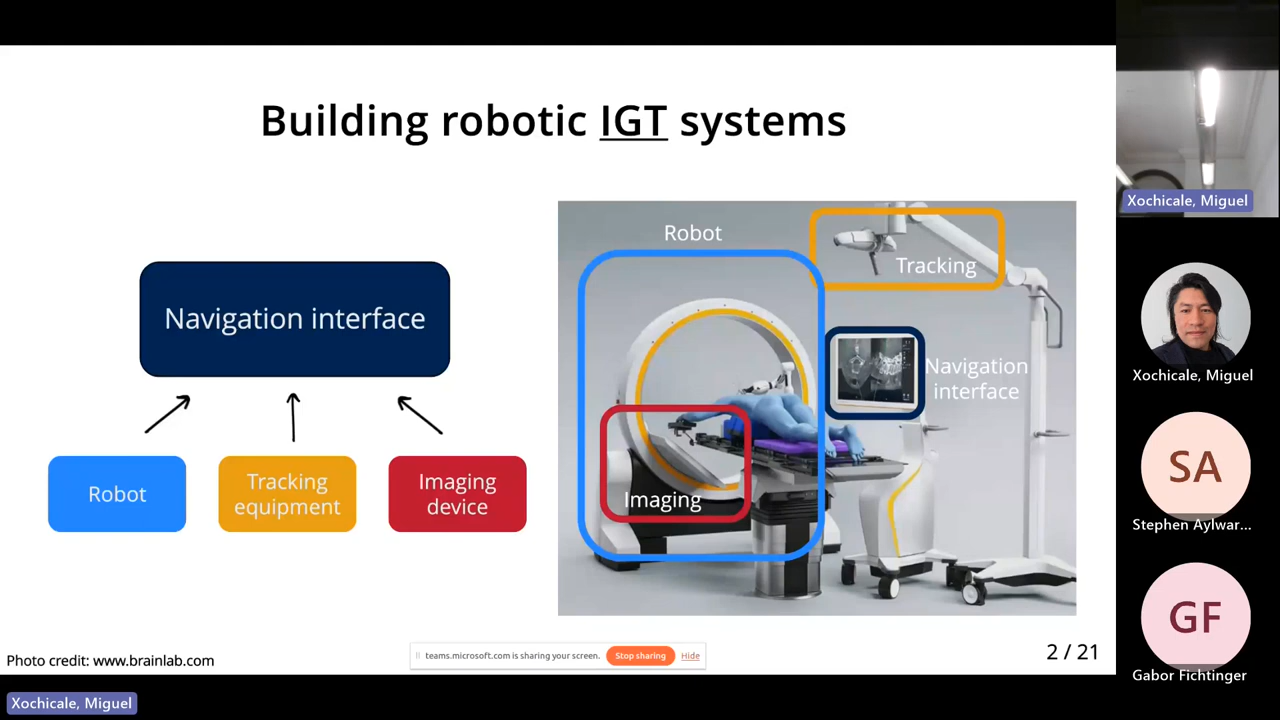 Building robotic IGT systems
Navigation interface
Robot
Tracking
equipment
Imaging
device
Robot
Tracking
Navigation
interface
Imaging
Photo credit: www.brainlab.com
teams.microsoft.com is sharing your screen.
Stop sharing
Hide
2 / 21
Xochicale, Miguel
Xochicale, Miguel
Xochicale, Miguel
SA
Stephen Aylwar...
GF
Gabor Fichtinger